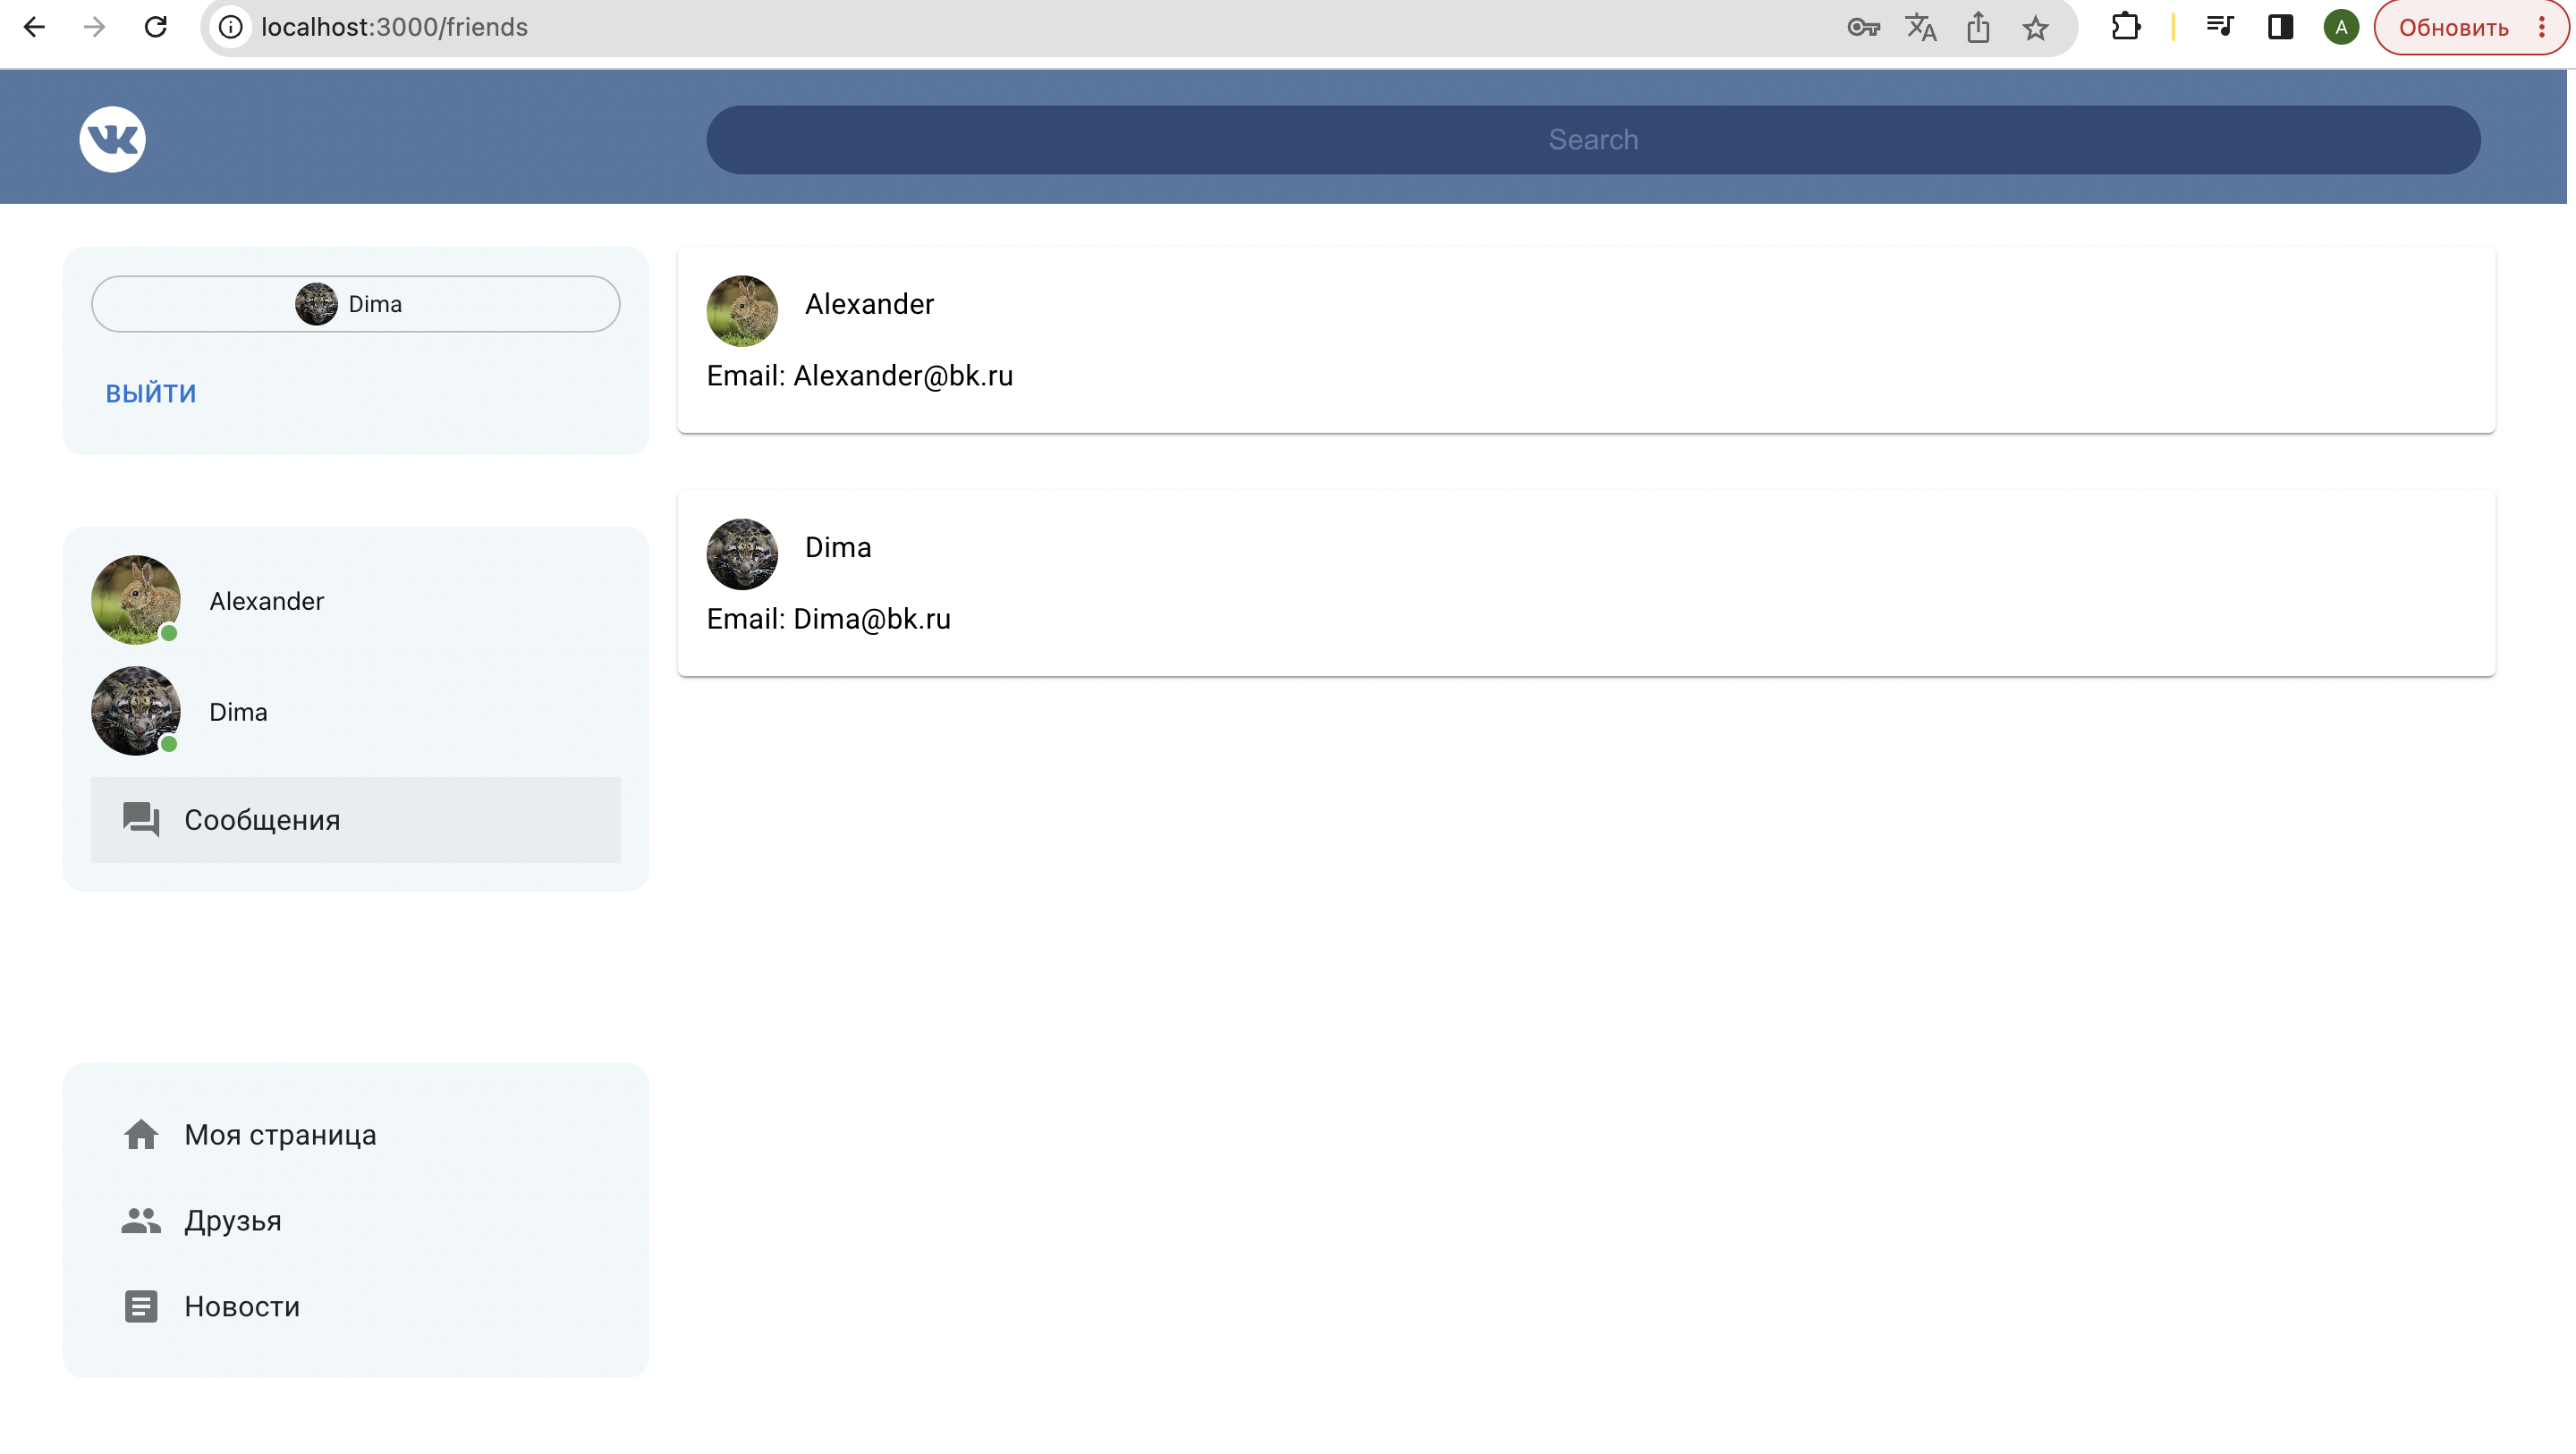 localhost:3000/friends
A
Обновить
Search
Dima
ВЫЙТИ
Alexander
Dima
Сообщения
Моя страница
Друзья
Новости
Alexander
Email: Alexander@bk.ru
Dima
Email: Dima@bk.ru